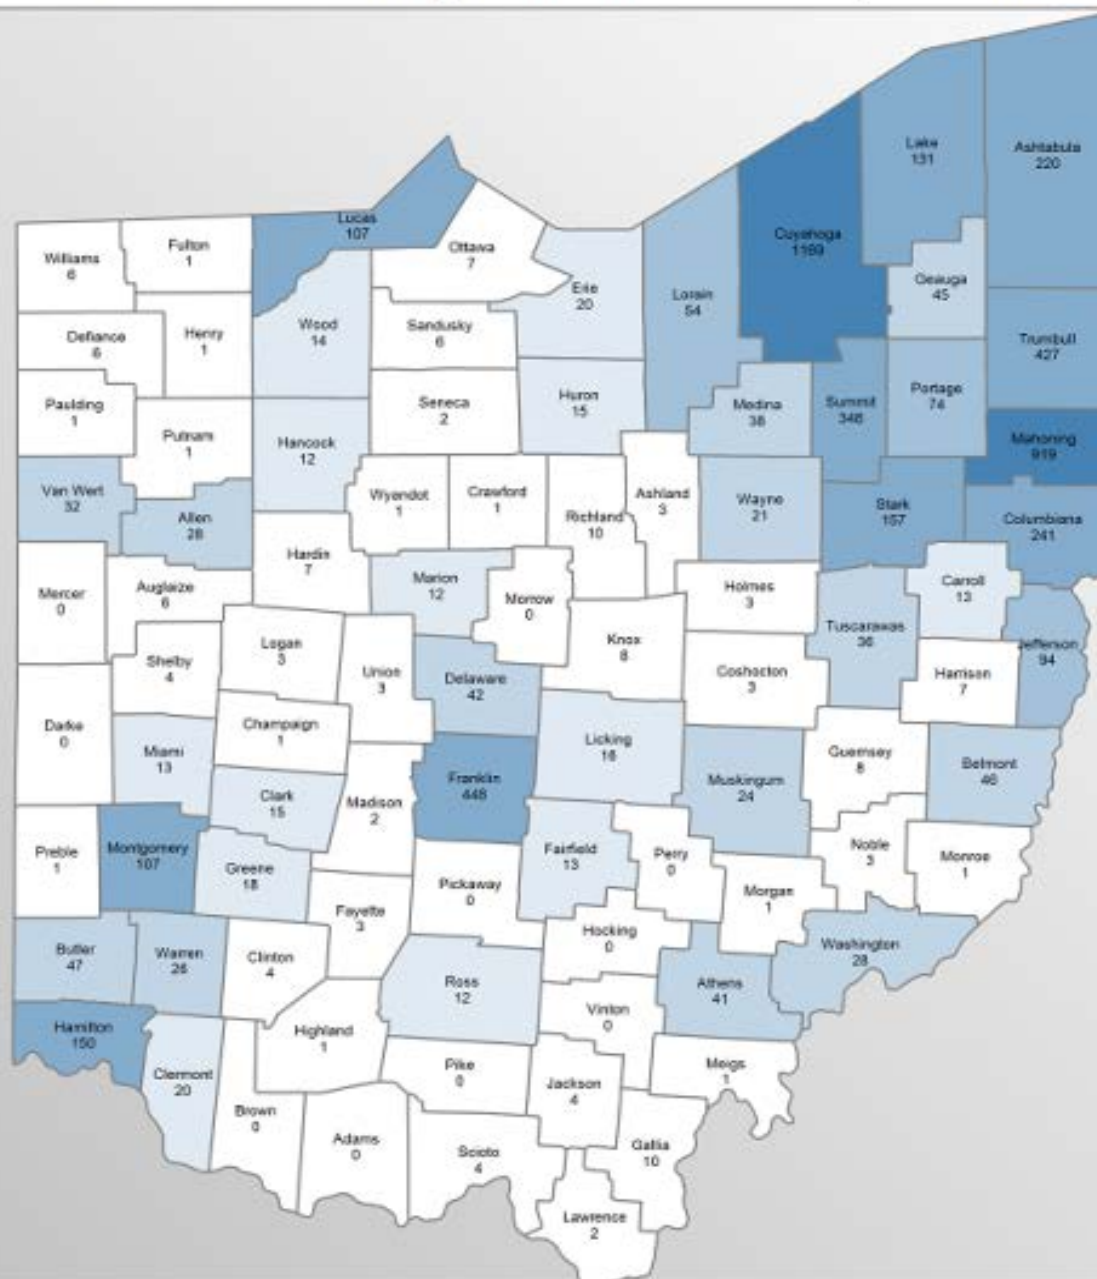 Lake
131
Ashtabula
220
Lucas
107
Cuyahoga
1169
Fulton
1
Ottawa
7
Williams
6
Geauga
45
Erie
20
Lorain
54
Wood
14
Sandusky
6
Defiance
6
Henry
1
Trumbull
427
Huron
15
Portage
74
Paulding
1
Seneca
2
Medina
38
Summit
346
Putnam
1
Hancock
12
Mahoning
919
Van Wert
32
Wyandot
1
Crawford
1
Ashland
3
Wayne
21
Stark
157
Allen
28
Richland
10
Columbiana
241
Hardin
7
Marion
12
Carroll
13
Mercer
0
Auglaize
6
Morrow
0
Holmes
3
Tuscarawas
36
Logan
3
Knox
8
Jefferson
94
Shelby
4
Union
3
Delaware
42
Coshocton
3
Harrison
7
Darke
0
Champaign
1
Miami
13
Licking
16
Guernsey
8
Belmont
46
Franklin
448
Muskingum
24
Clark
15
Madison
2
Preble
1
Montgomery
107
Fairfield
13
Perry
0
Noble
3
Monroe
1
Greene
18
Pickaway
0
Morgan
1
Fayette
3
Hocking
0
Butler
47
Warren
26
Clinton
4
Washington
28
Ross
12
Athens
41
Vinton
0
Hamilton
150
Highland
1
Pike
0
Meigs
1
Clermont
20
Jackson
4
Brown
0
Adams
0
Scioto
4
Gallia
10
Lawrence
2